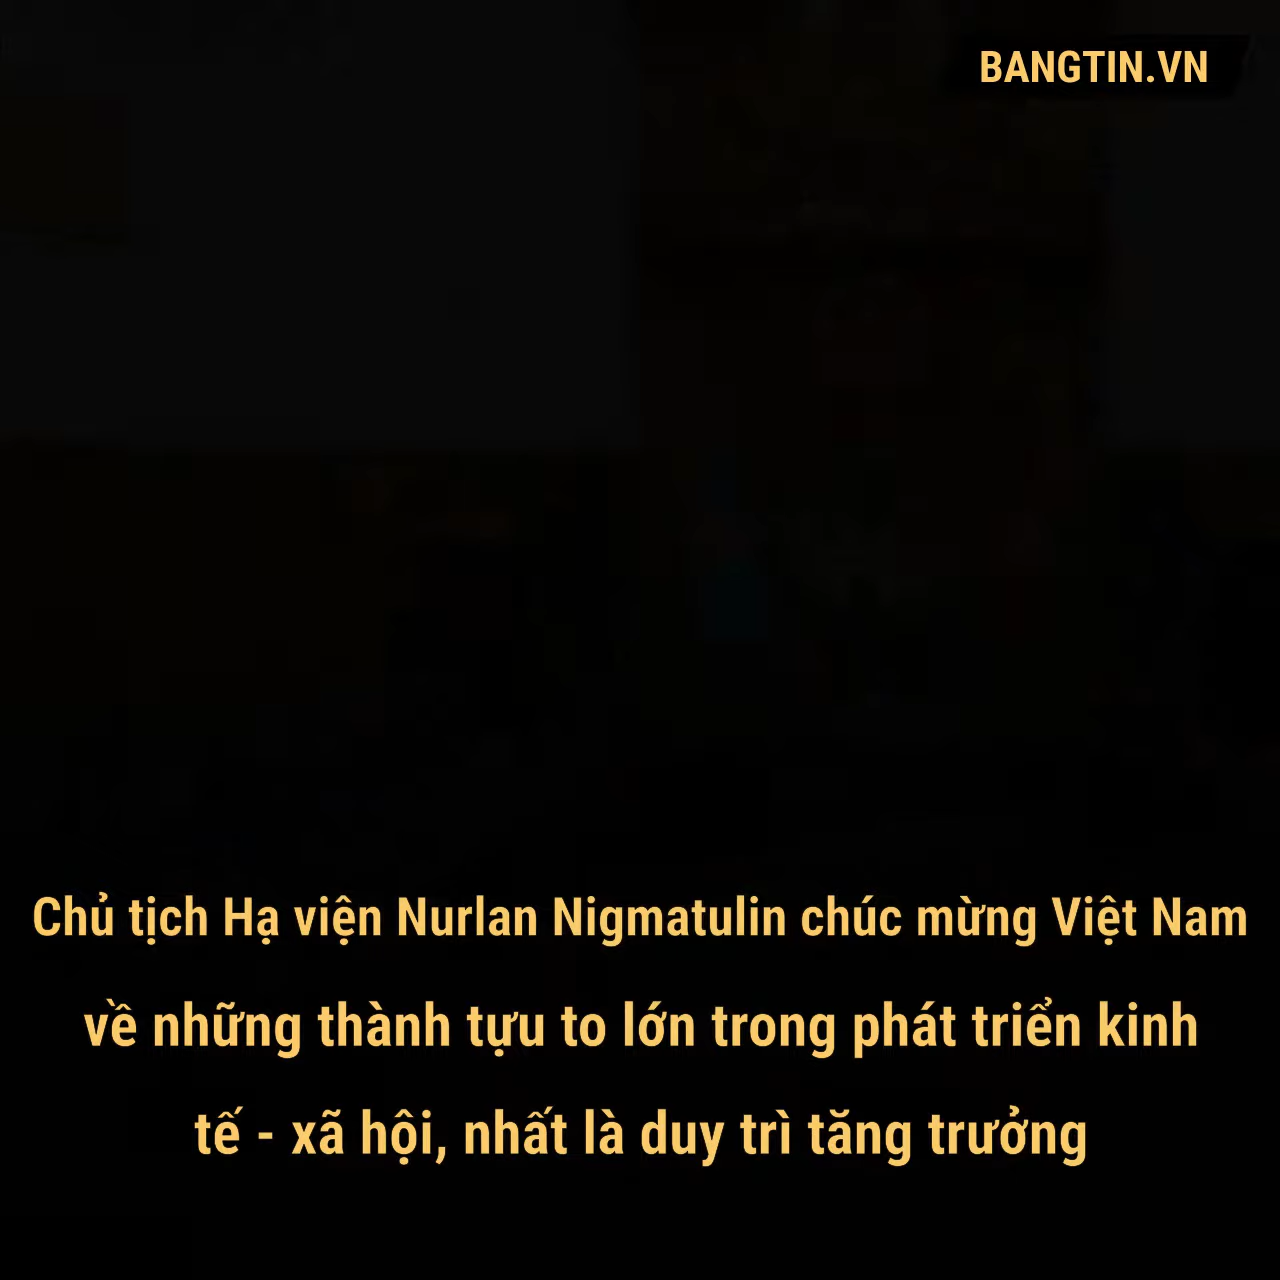 BANGTIN.VN
Chủ tịch Hạ viện Nurlan Nigmatulin chúc mừng Việt Nam
về những thành tựu to lớn trong phát triển kinh
tế - xã hội, nhất là duy trì tăng trưởng